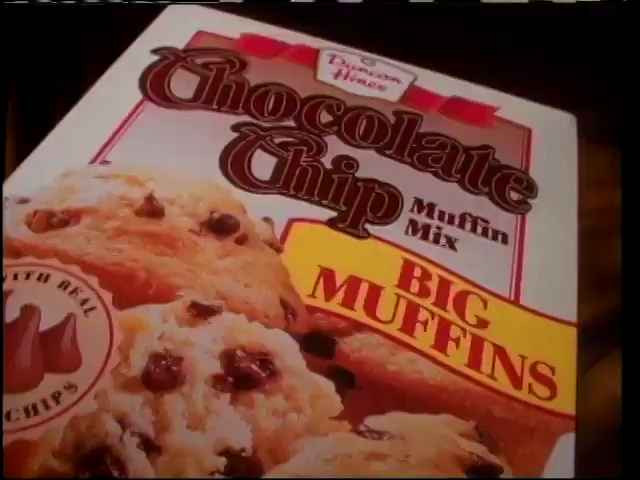 Duncan
Hines
Chocolate
Chip
Muffin
Mix
BIG
MUFFINS
WITH REAL
CHIPS